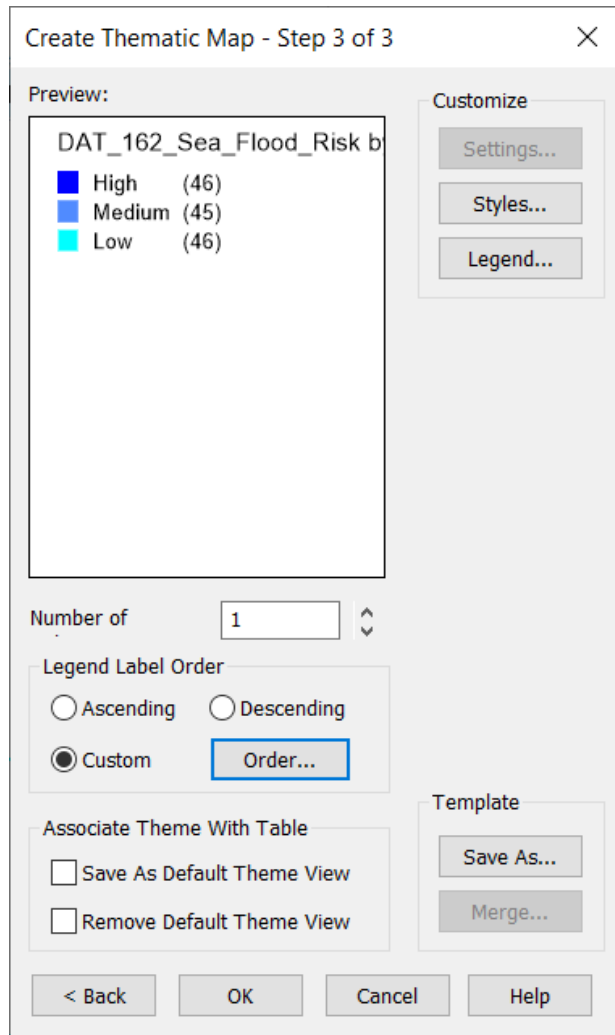 Create Thematic Map - Step 3 of 3
Preview:
DAT_162_Sea_Flood_Risk by
High (46)
Medium (45)
Low (46)
Customize
Settings...
Styles...
Legend...
Number of
1
Legend Label Order
Ascending
Descending
Custom
Order...
Associate Theme With Table
Save As Default Theme View
Remove Default Theme View
Template
Save As...
Merge...
< Back
OK
Cancel
Help